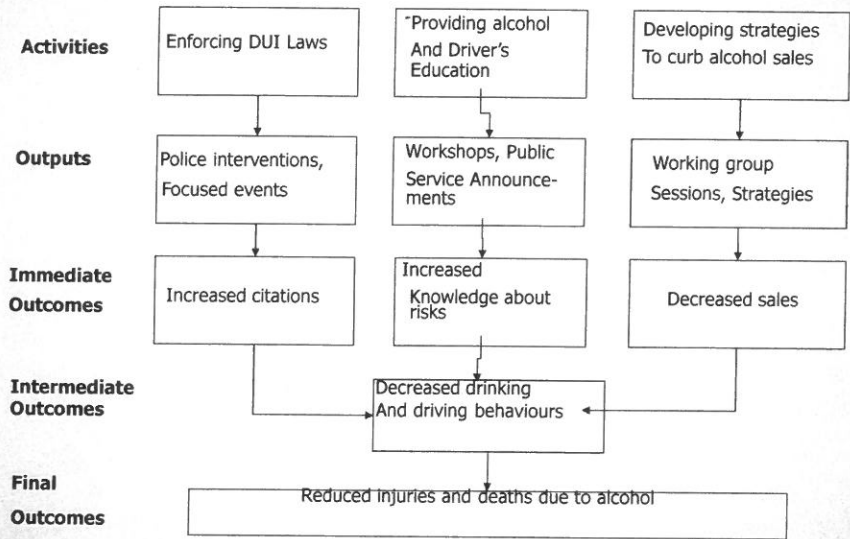 Activities
Enforcing DUI Laws
Providing alcohol
And Driver's
Education
Developing strategies
To curb alcohol sales
Outputs
Police interventions,
Focused events
Workshops, Public
Service Announce-
ments
Working group
Sessions, Strategies
Immediate
Outcomes
Increased citations
Increased
Knowledge about
risks
Decreased sales
Intermediate
Outcomes
Decreased drinking
And driving behaviours
Final
Outcomes
Reduced injuries and deaths due to alcohol